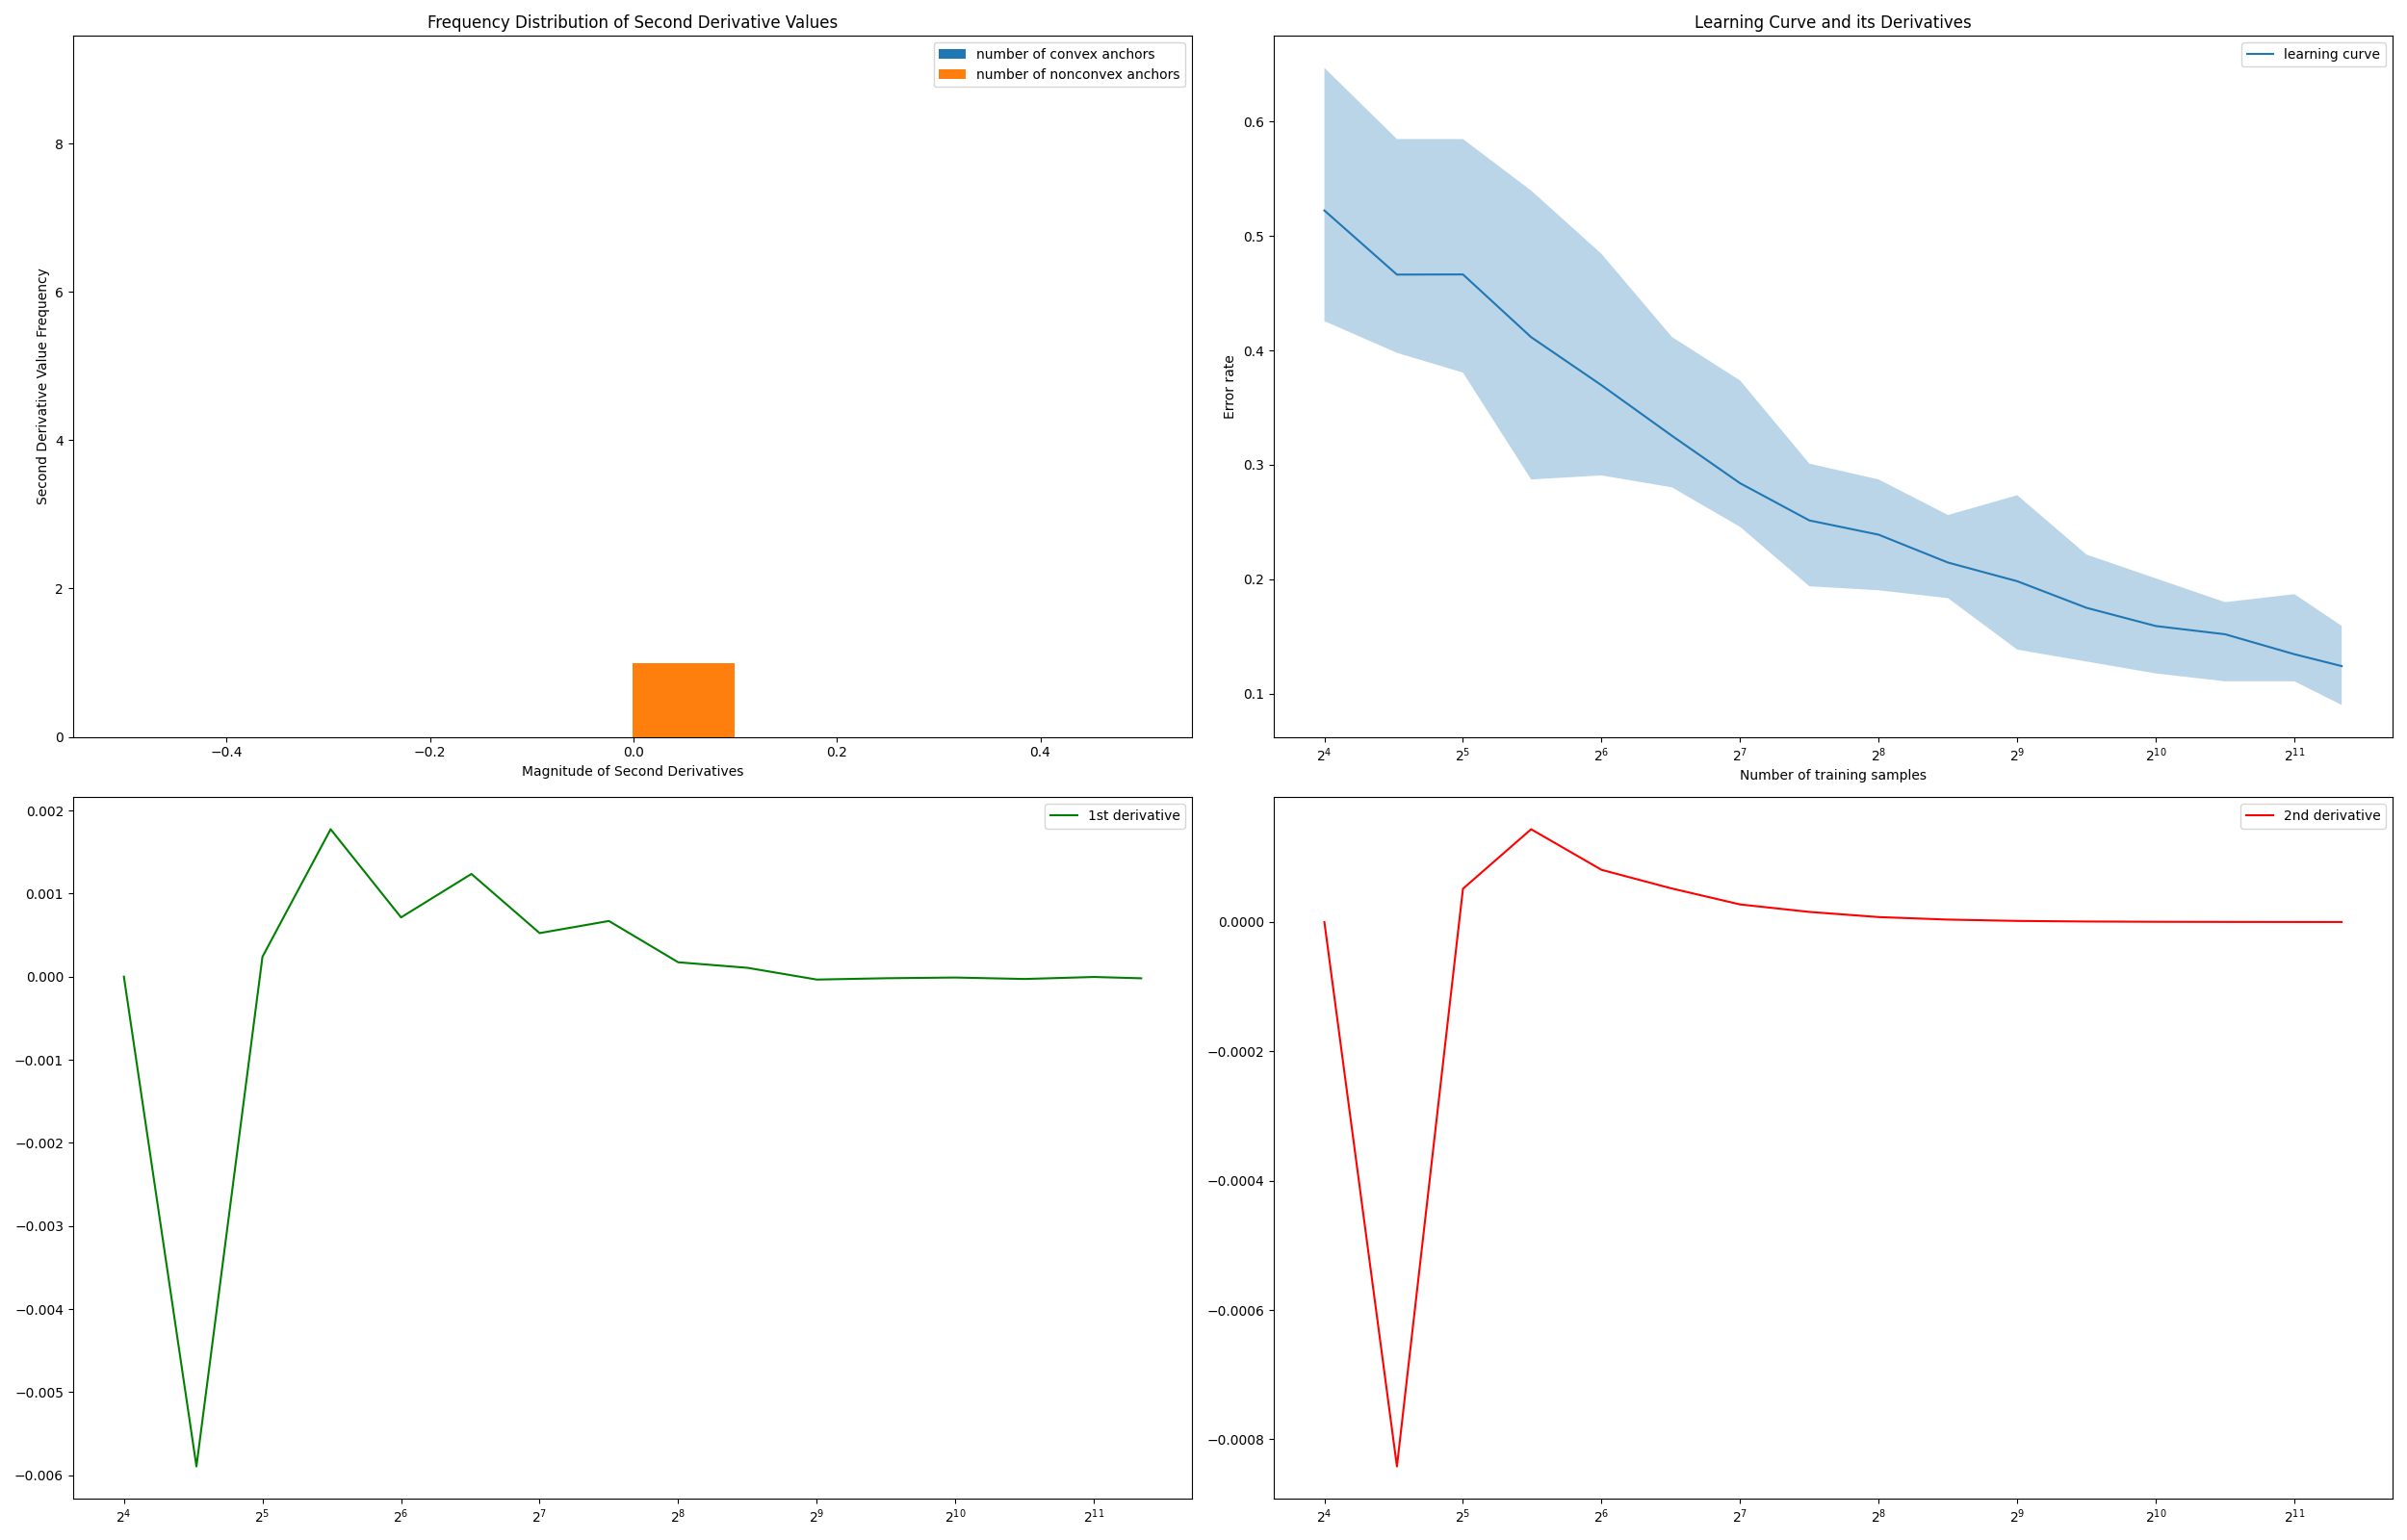 Frequency Distribution of Second Derivative Values
number of convex anchors
number of nonconvex anchors
Second Derivative Value Frequency
8
6
4
2
0
−0.4 −0.2 0.0 0.2 0.4
Magnitude of Second Derivatives
Learning Curve and its Derivatives
learning curve
Error rate
0.6
0.5
0.4
0.3
0.2
0.1
2⁴ 2⁵ 2⁶ 2⁷ 2⁸ 2⁹ 2¹⁰ 2¹¹
Number of training samples
1st derivative
0.002
0.001
0.000
−0.001
−0.002
−0.003
−0.004
−0.005
−0.006
2⁴ 2⁵ 2⁶ 2⁷ 2⁸ 2⁹ 2¹⁰ 2¹¹
2nd derivative
0.0000
−0.0002
−0.0004
−0.0006
−0.0008
2⁴ 2⁵ 2⁶ 2⁷ 2⁸ 2⁹ 2¹⁰ 2¹¹